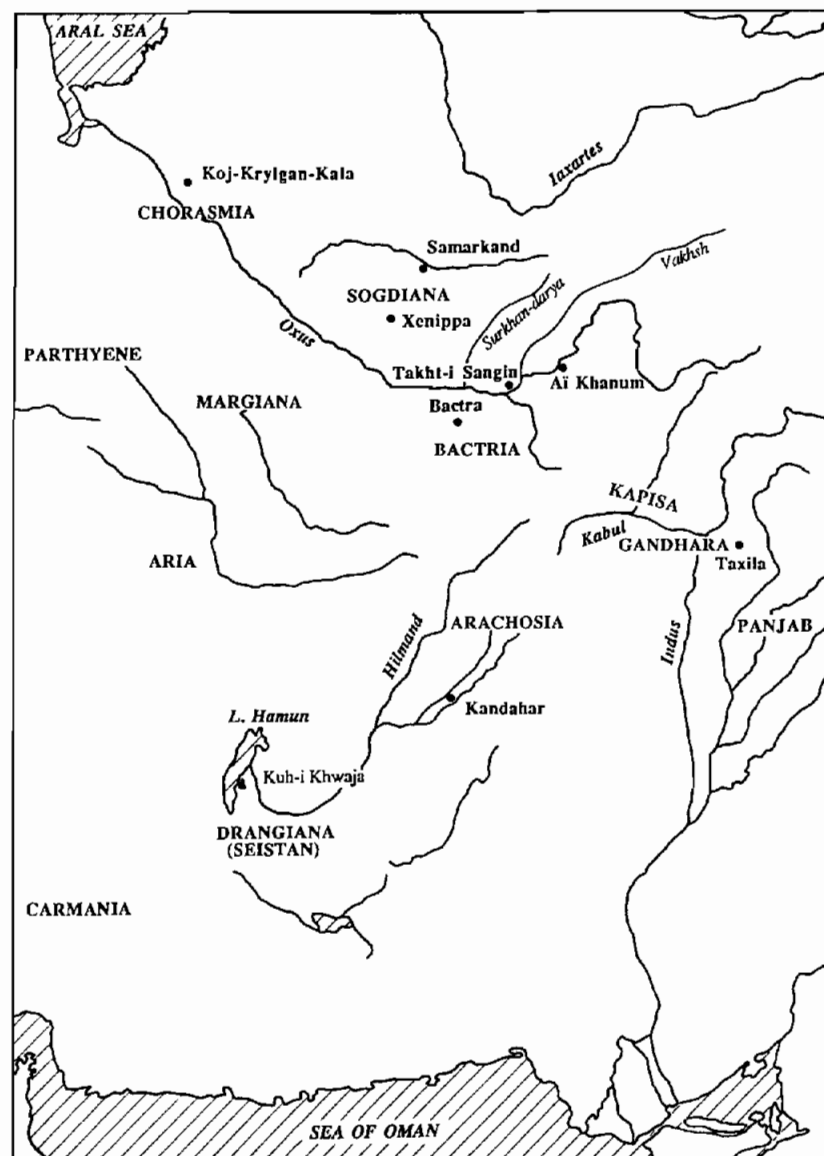 ARAL SEA
Iaxartes
Koj-Krylgan-Kala
CHORASMIA
Samarkand
Vakhsh
SOGDIANA
Surkhan-darya
Xenippa
Oxus
PARTHYENE
Takht-i Sangin
Aï Khanum
MARGIANA
Bactra
BACTRIA
KAPISA
Kabul
GANDHARA
ARIA
Taxila
Hilmand
ARACHOSIA
Indus
PANJAB
Kandahar
L. Hamun
Kuh-i Khwaja
DRANGIANA
(SEISTAN)
CARMANIA
SEA OF OMAN